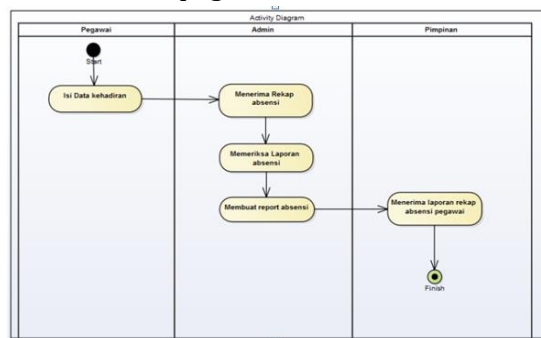 Activity Diagram
Pegawai
Admin
Pimpinan
Start
Isi Data kehadiran
Menerima Rekap
absensi
Memeriksa Laporan
absensi
Membuat report absensi
Menerima laporan rekap
absensi pegawai
Finish